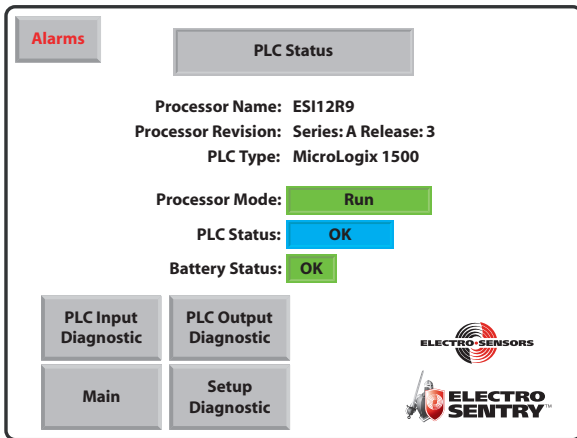 Alarms
PLC Status
Processor Name: ESI12R9
Processor Revision: Series: A Release: 3
PLC Type: MicroLogix 1500
Processor Mode: Run
PLC Status: OK
Battery Status: OK
PLC Input
Diagnostic
PLC Output
Diagnostic
Main
Setup
Diagnostic
ELECTRO•SENSORS
ELECTRO
SENTRY™